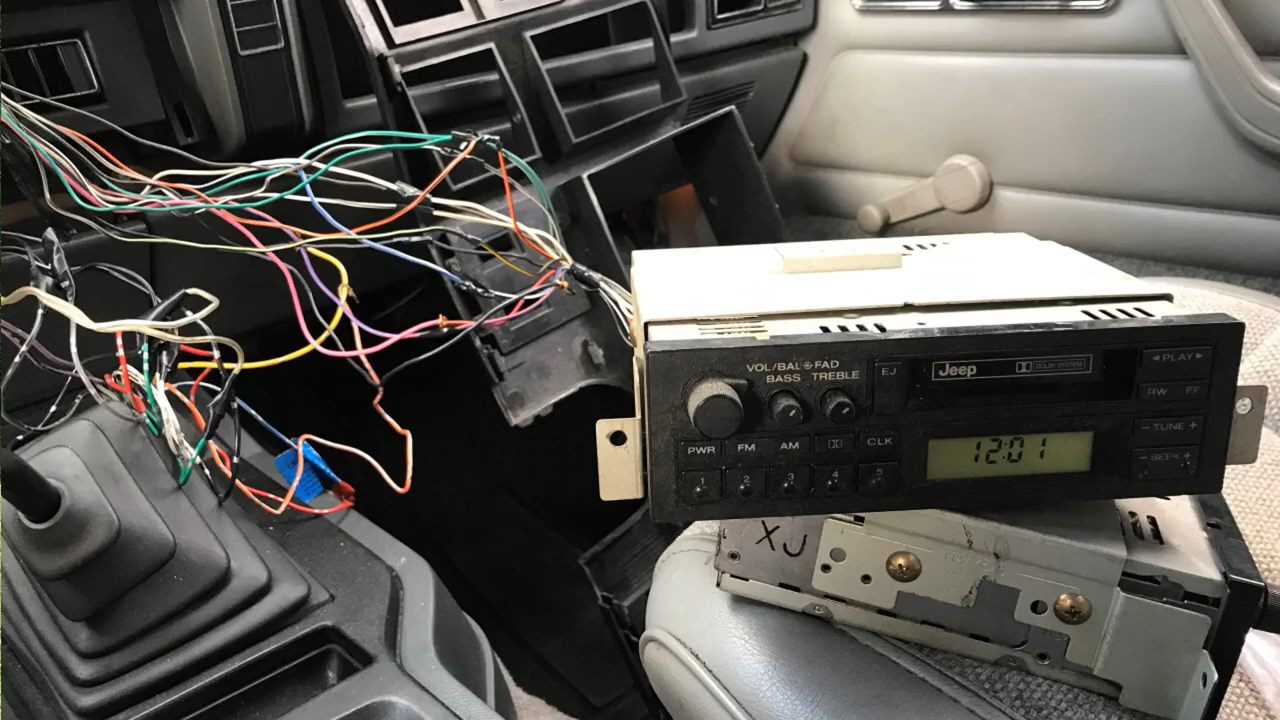 VOL/BAL FAD
BASS TREBLE
EJ
Jeep
DOLBY SYSTEM
◄PLAY►
RW FF
PWR FM AM CLK
12:01
− TUNE +
− SEEK +
1 2 3 4 5
XJ